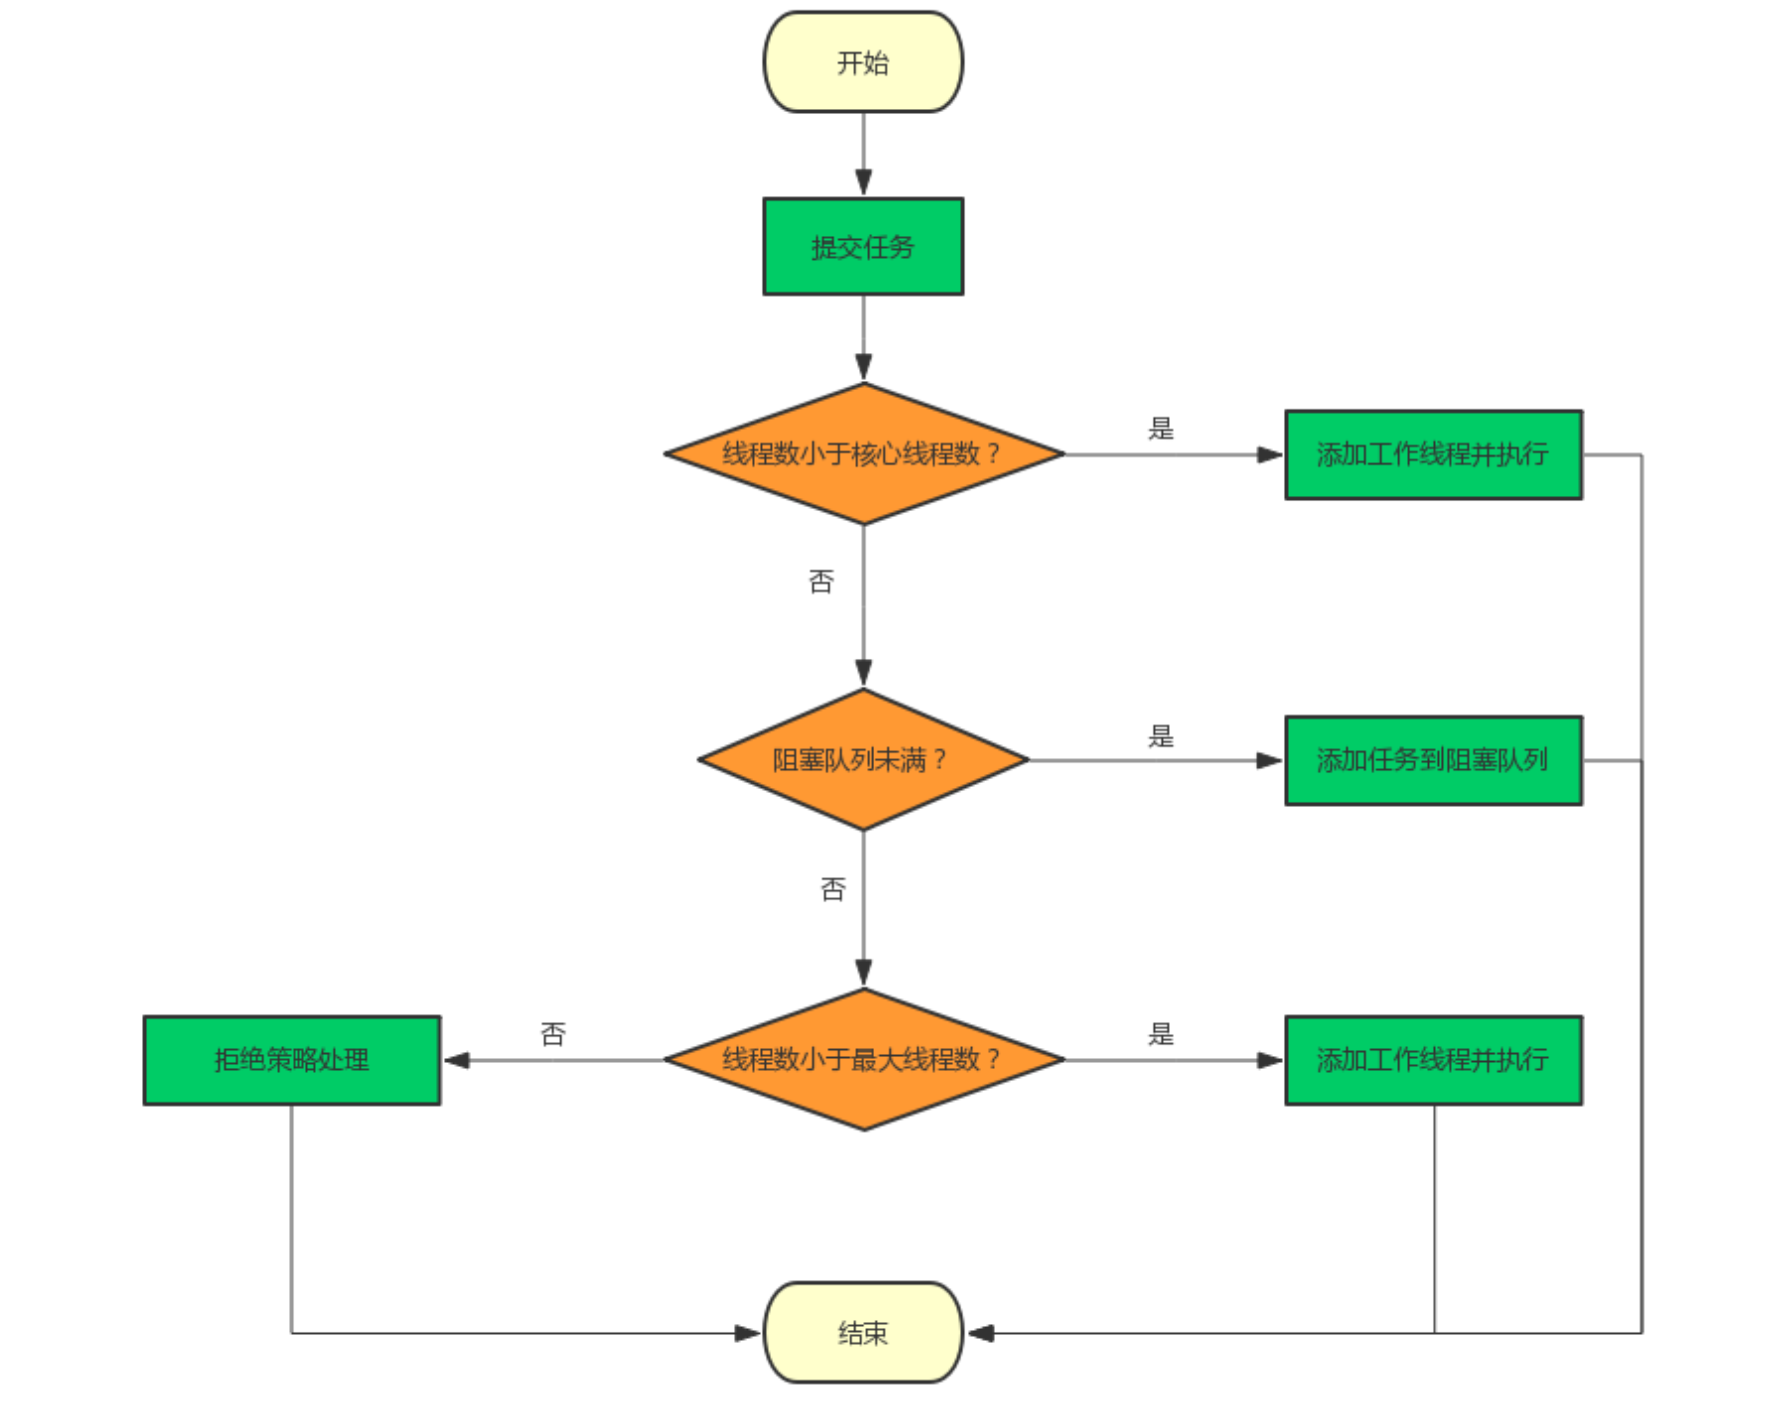 开始
提交任务
线程数小于核心线程数？
是
添加工作线程并执行
否
阻塞队列未满？
是
添加任务到阻塞队列
否
拒绝策略处理
否
线程数小于最大线程数？
是
添加工作线程并执行
结束